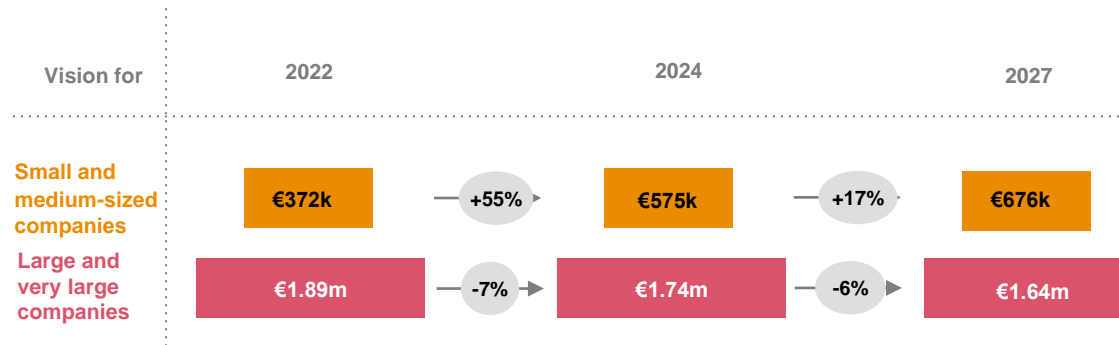 Vision for 2022 2024 2027
Small and
medium-sized
companies
€372k +55% €575k +17% €676k
Large and
very large
companies
€1.89m -7% €1.74m -6% €1.64m